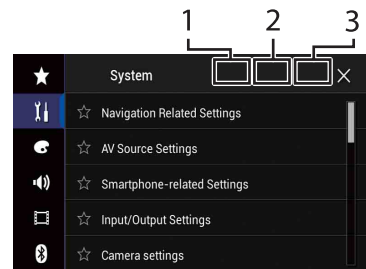 1 2 3
System
Navigation Related Settings
AV Source Settings
Smartphone-related Settings
Input/Output Settings
Camera settings